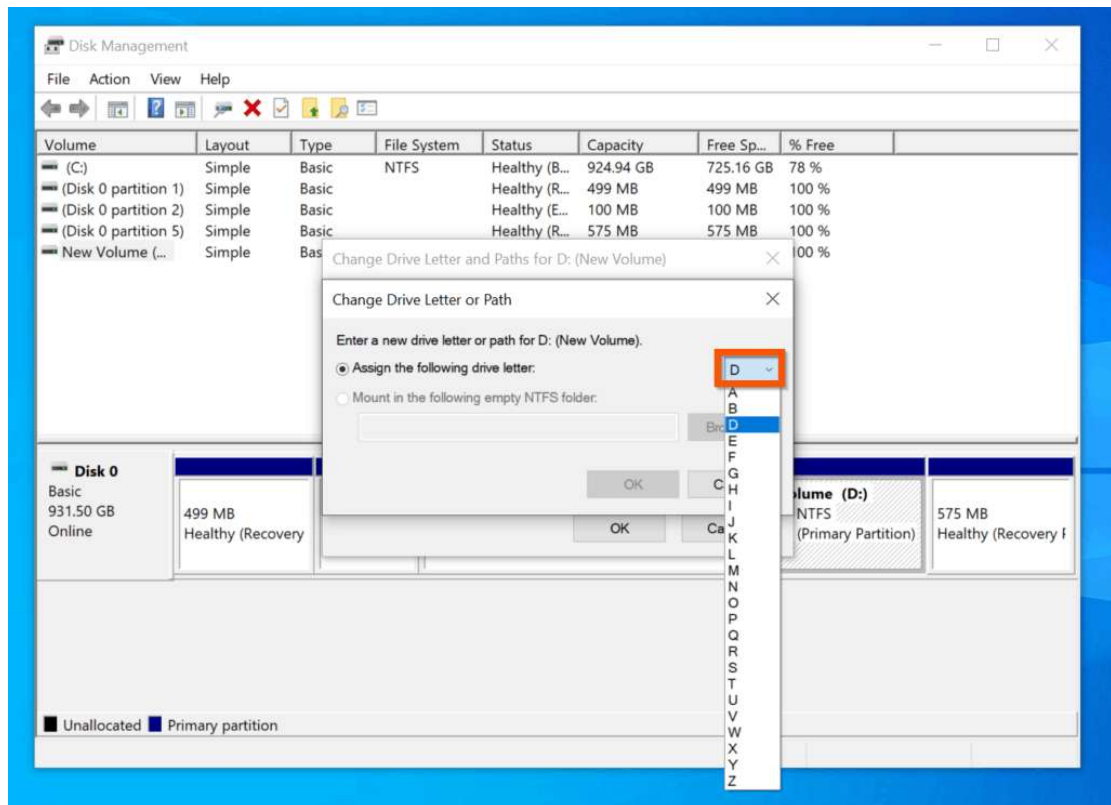 Disk Management
File Action View Help
Volume Layout Type File System Status Capacity Free Sp... % Free
(C:) Simple Basic NTFS Healthy (B... 924.94 GB 725.16 GB 78 %
(Disk 0 partition 1) Simple Basic Healthy (R... 499 MB 499 MB 100 %
(Disk 0 partition 2) Simple Basic Healthy (E... 100 MB 100 MB 100 %
(Disk 0 partition 5) Simple Basic Healthy (R... 575 MB 575 MB 100 %
New Volume (... Simple Bas 100 %
Change Drive Letter and Paths for D: (New Volume)
Change Drive Letter or Path
Enter a new drive letter or path for D: (New Volume).
Assign the following drive letter: D
Mount in the following empty NTFS folder:
Bro
OK C
OK Ca
A
B
D
E
F
G
H
I
J
K
L
M
N
O
P
Q
R
S
T
U
V
W
X
Y
Z
Disk 0
Basic
931.50 GB
Online
499 MB
Healthy (Recovery
olume (D:)
NTFS
(Primary Partition)
575 MB
Healthy (Recovery P
Unallocated Primary partition